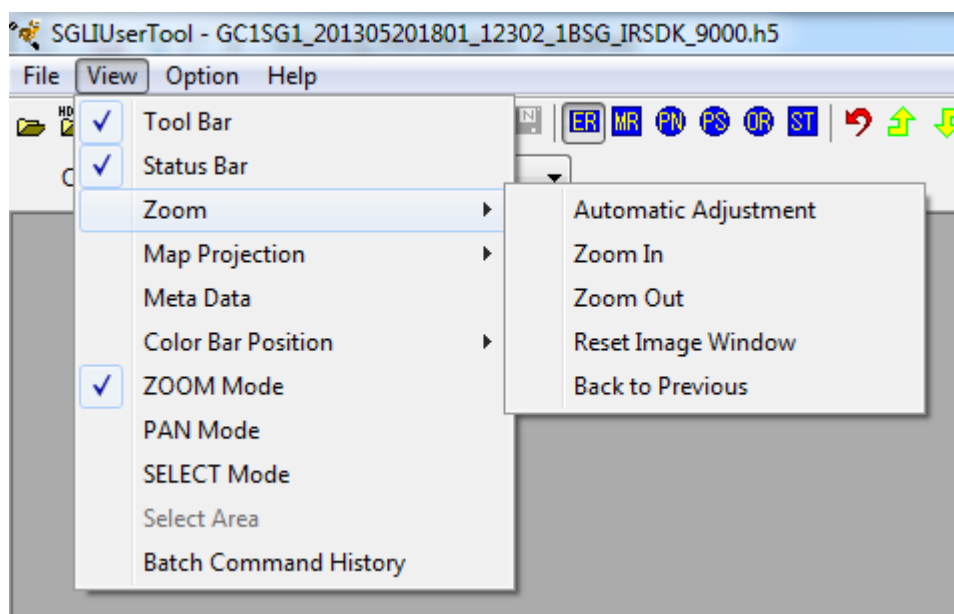 SGLIUserTool - GC1SG1_201305201801_12302_1BSG_IRSDK_9000.h5
File View Option Help
ER MR PN PS OR ST
Tool Bar
Status Bar
Zoom
Automatic Adjustment
Map Projection
Zoom In
Meta Data
Zoom Out
Color Bar Position
Reset Image Window
ZOOM Mode
Back to Previous
PAN Mode
SELECT Mode
Select Area
Batch Command History